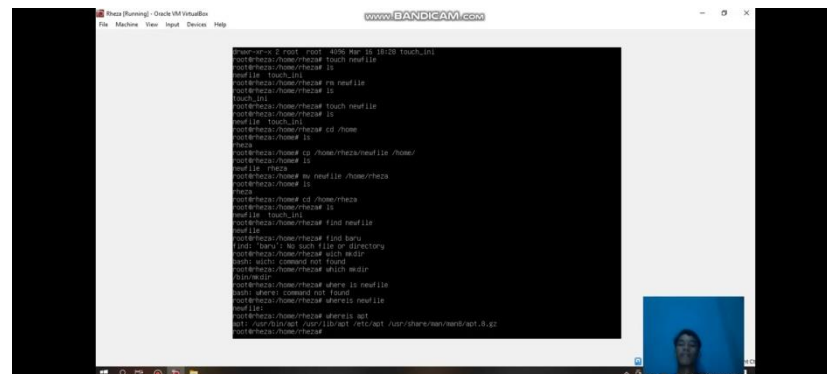 Rheza [Running] - Oracle VM VirtualBox
www.BANDICAM.com
File Machine View Input Devices Help
drwxr-xr-x 2 root root 4096 Mar 16 18:28 touch_ini
root@rheza:/home/rheza# touch newfile
root@rheza:/home/rheza# ls
newfile touch_ini
root@rheza:/home/rheza# rm newfile
root@rheza:/home/rheza# ls
touch_ini
root@rheza:/home/rheza# touch newfile
root@rheza:/home/rheza# ls
newfile touch_ini
root@rheza:/home/rheza# cd /home
root@rheza:/home# ls
rheza
root@rheza:/home# cp /home/rheza/newfile /home/
root@rheza:/home# ls
newfile rheza
root@rheza:/home# mv newfile /home/rheza
root@rheza:/home# ls
rheza
root@rheza:/home# cd /home/rheza
root@rheza:/home/rheza# ls
newfile touch_ini
root@rheza:/home/rheza# find newfile
newfile
root@rheza:/home/rheza# find baru
find: 'baru': No such file or directory
root@rheza:/home/rheza# wich mkdir
bash: wich: command not found
root@rheza:/home/rheza# which mkdir
/bin/mkdir
root@rheza:/home/rheza# where is newfile
bash: where: command not found
root@rheza:/home/rheza# whereis newfile
newfile:
root@rheza:/home/rheza# whereis apt
apt: /usr/bin/apt /usr/lib/apt /etc/apt /usr/share/man/man8/apt.8.gz
root@rheza:/home/rheza#